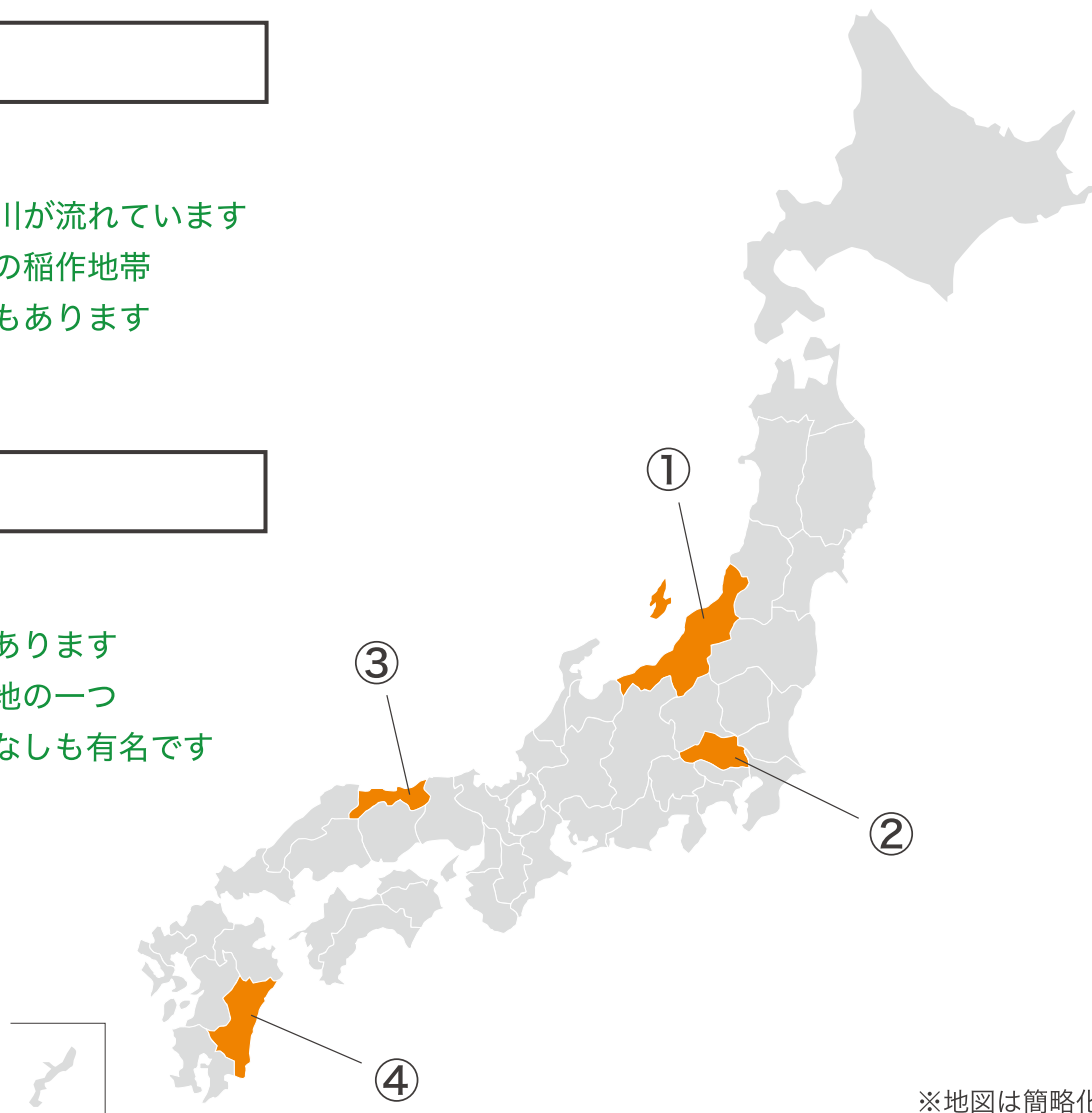 川が流れています
の稲作地帯
もあります
①
③
あります
地の一つ
なしも有名です
②
④
※地図は簡略化